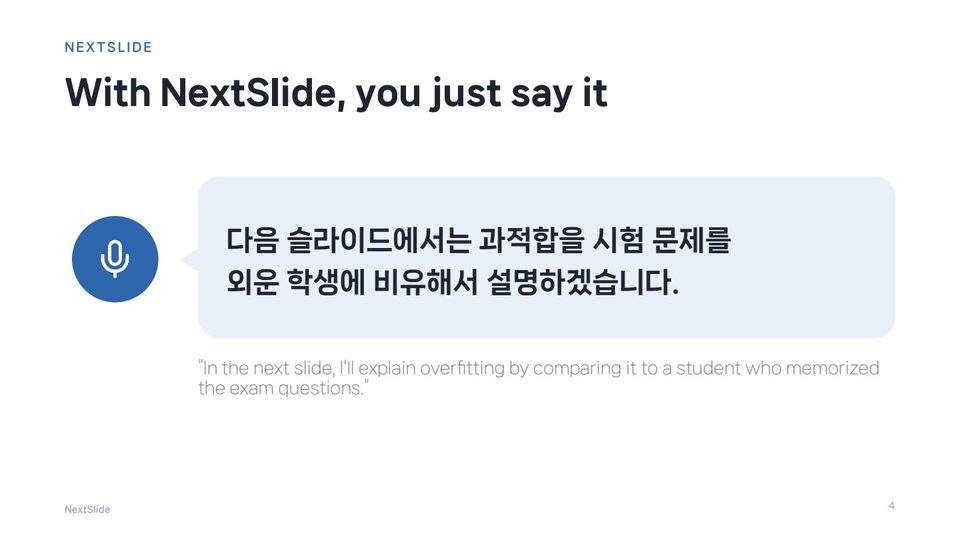 NEXTSLIDE
With NextSlide, you just say it
다음 슬라이드에서는 과적합을 시험 문제를
외운 학생에 비유해서 설명하겠습니다.
"In the next slide, I'll explain overfitting by comparing it to a student who memorized
the exam questions."
NextSlide
4